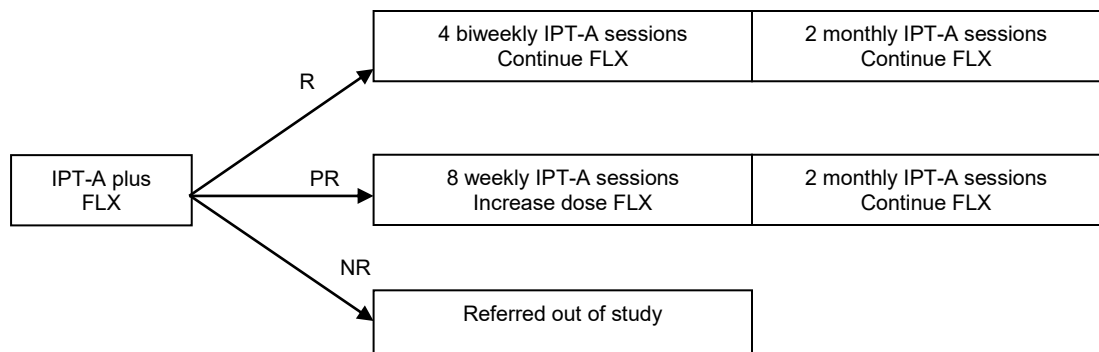 4 biweekly IPT-A sessions
Continue FLX
2 monthly IPT-A sessions
Continue FLX
R
IPT-A plus
FLX
PR
8 weekly IPT-A sessions
Increase dose FLX
2 monthly IPT-A sessions
Continue FLX
NR
Referred out of study